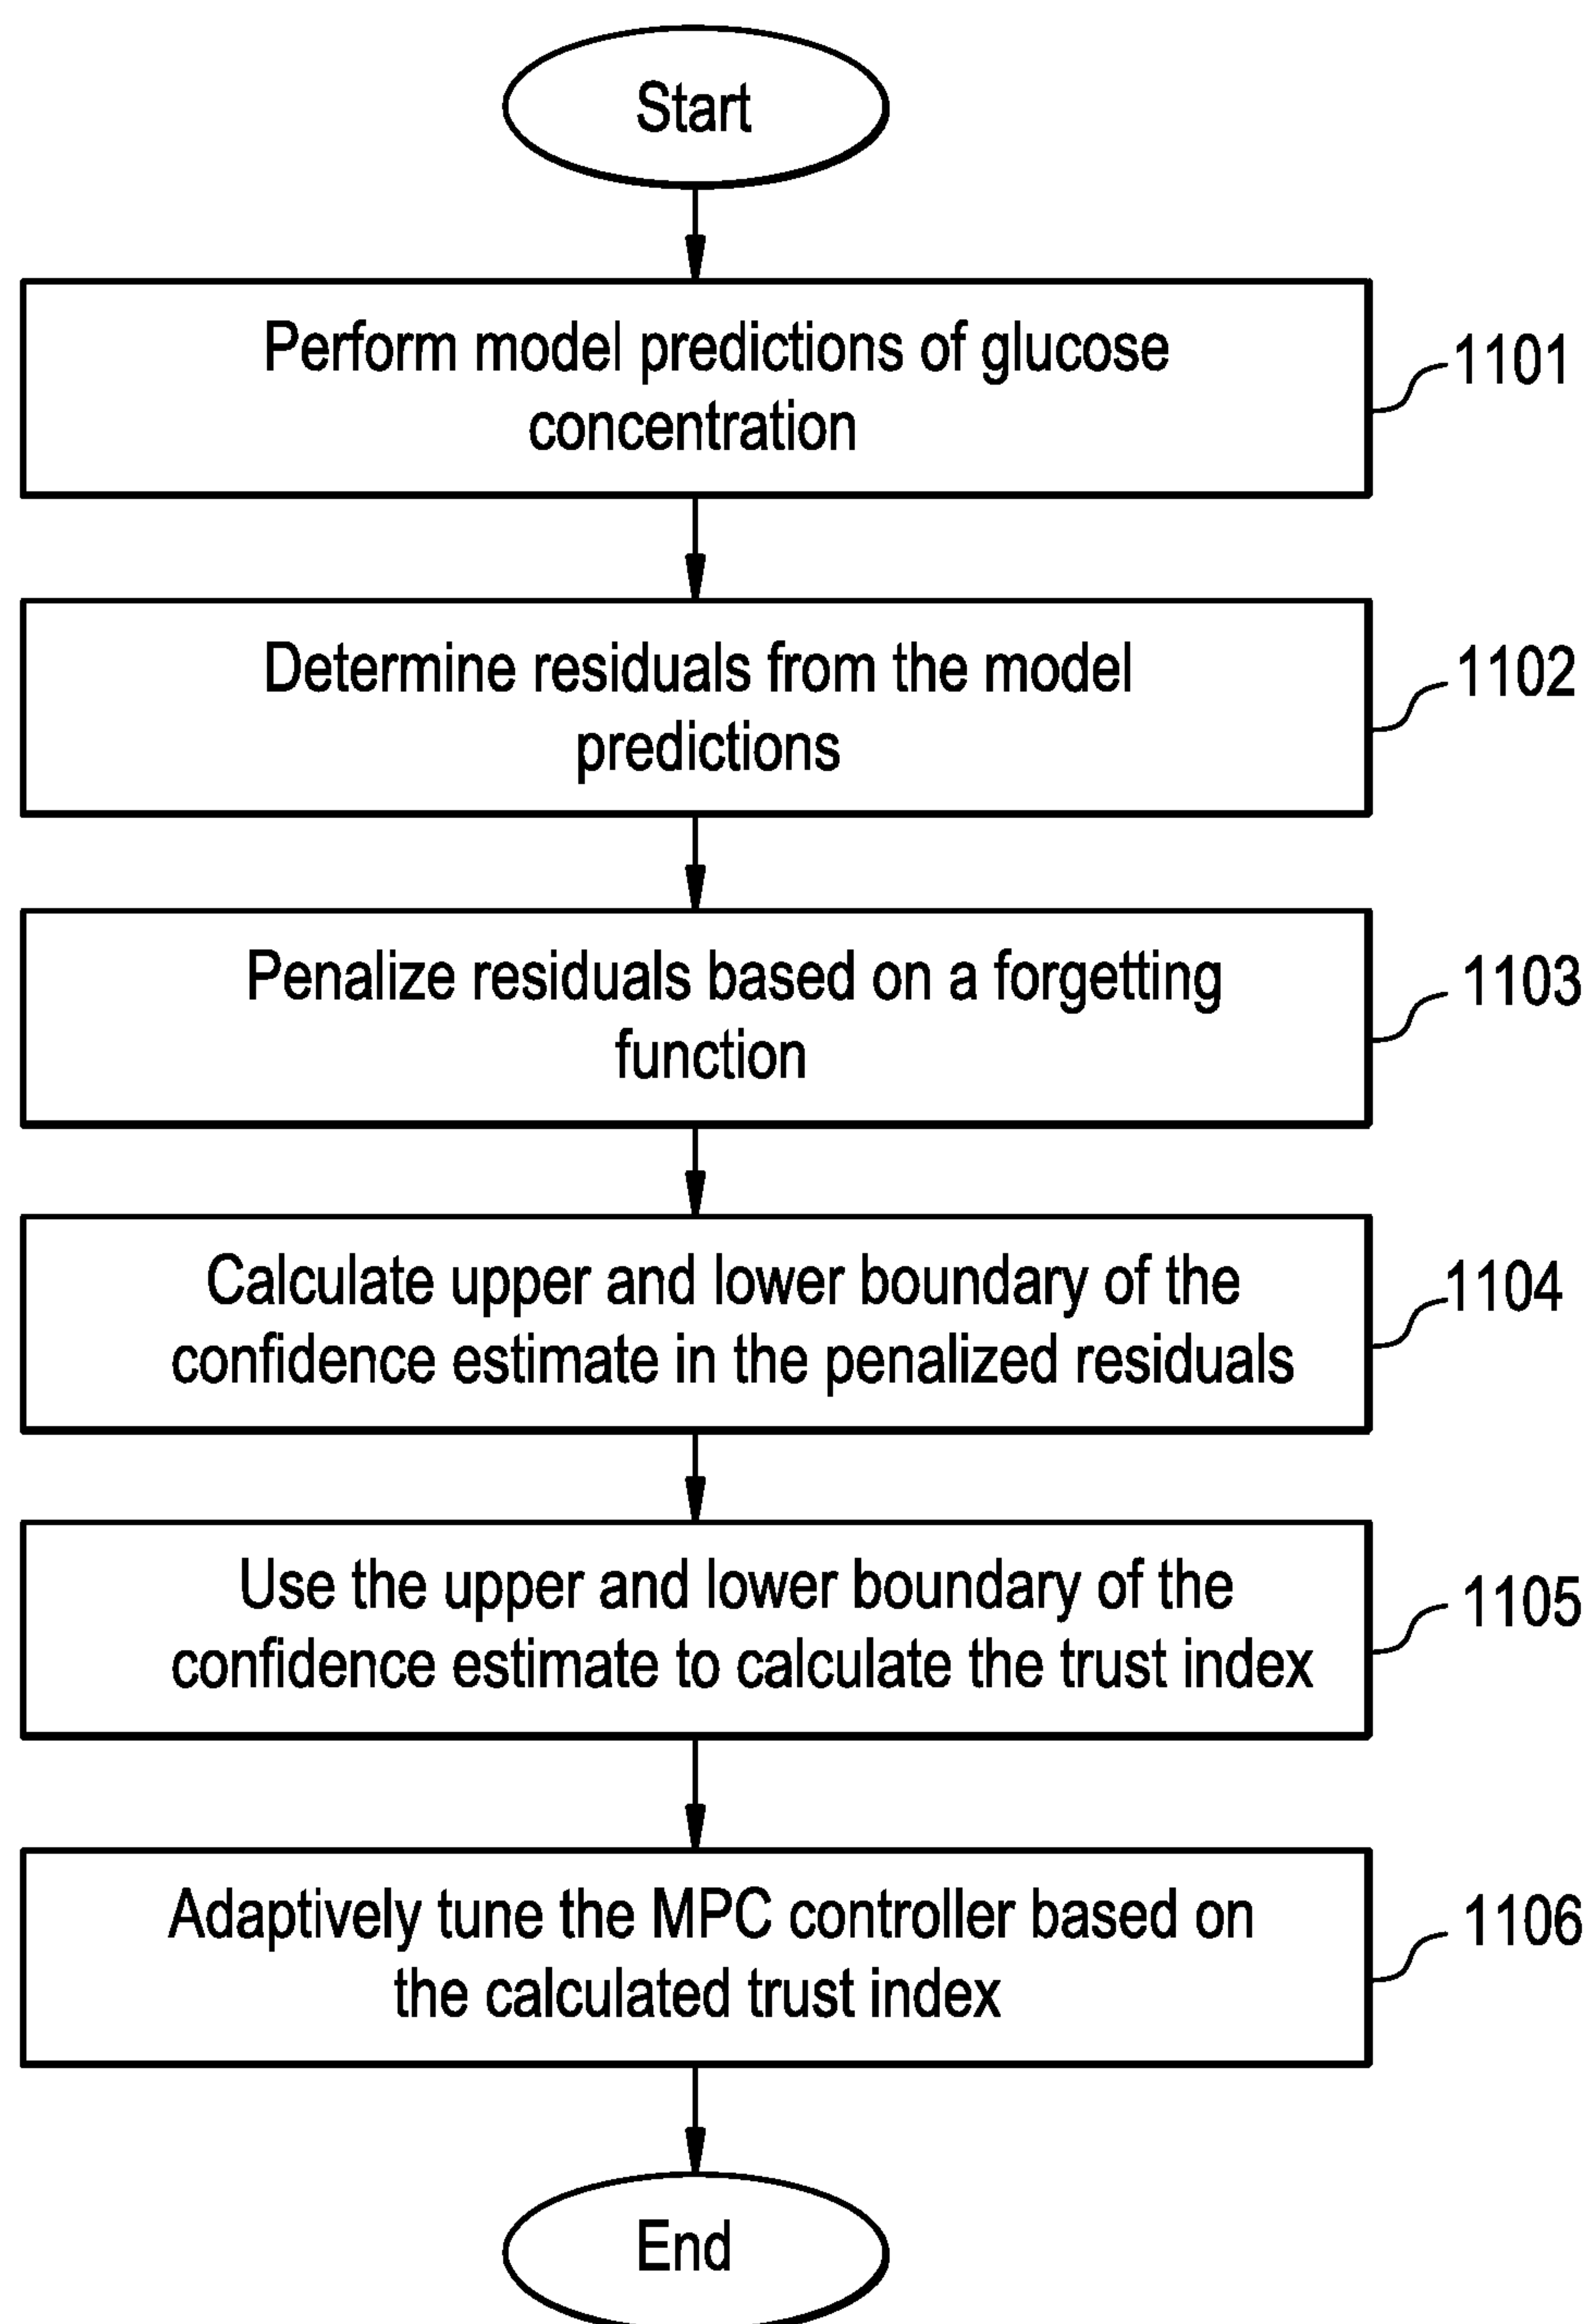 Start
Perform model predictions of glucose
concentration
1101
Determine residuals from the model
predictions
1102
Penalize residuals based on a forgetting
function
1103
Calculate upper and lower boundary of the
confidence estimate in the penalized residuals
1104
Use the upper and lower boundary of the
confidence estimate to calculate the trust index
1105
Adaptively tune the MPC controller based on
the calculated trust index
1106
End